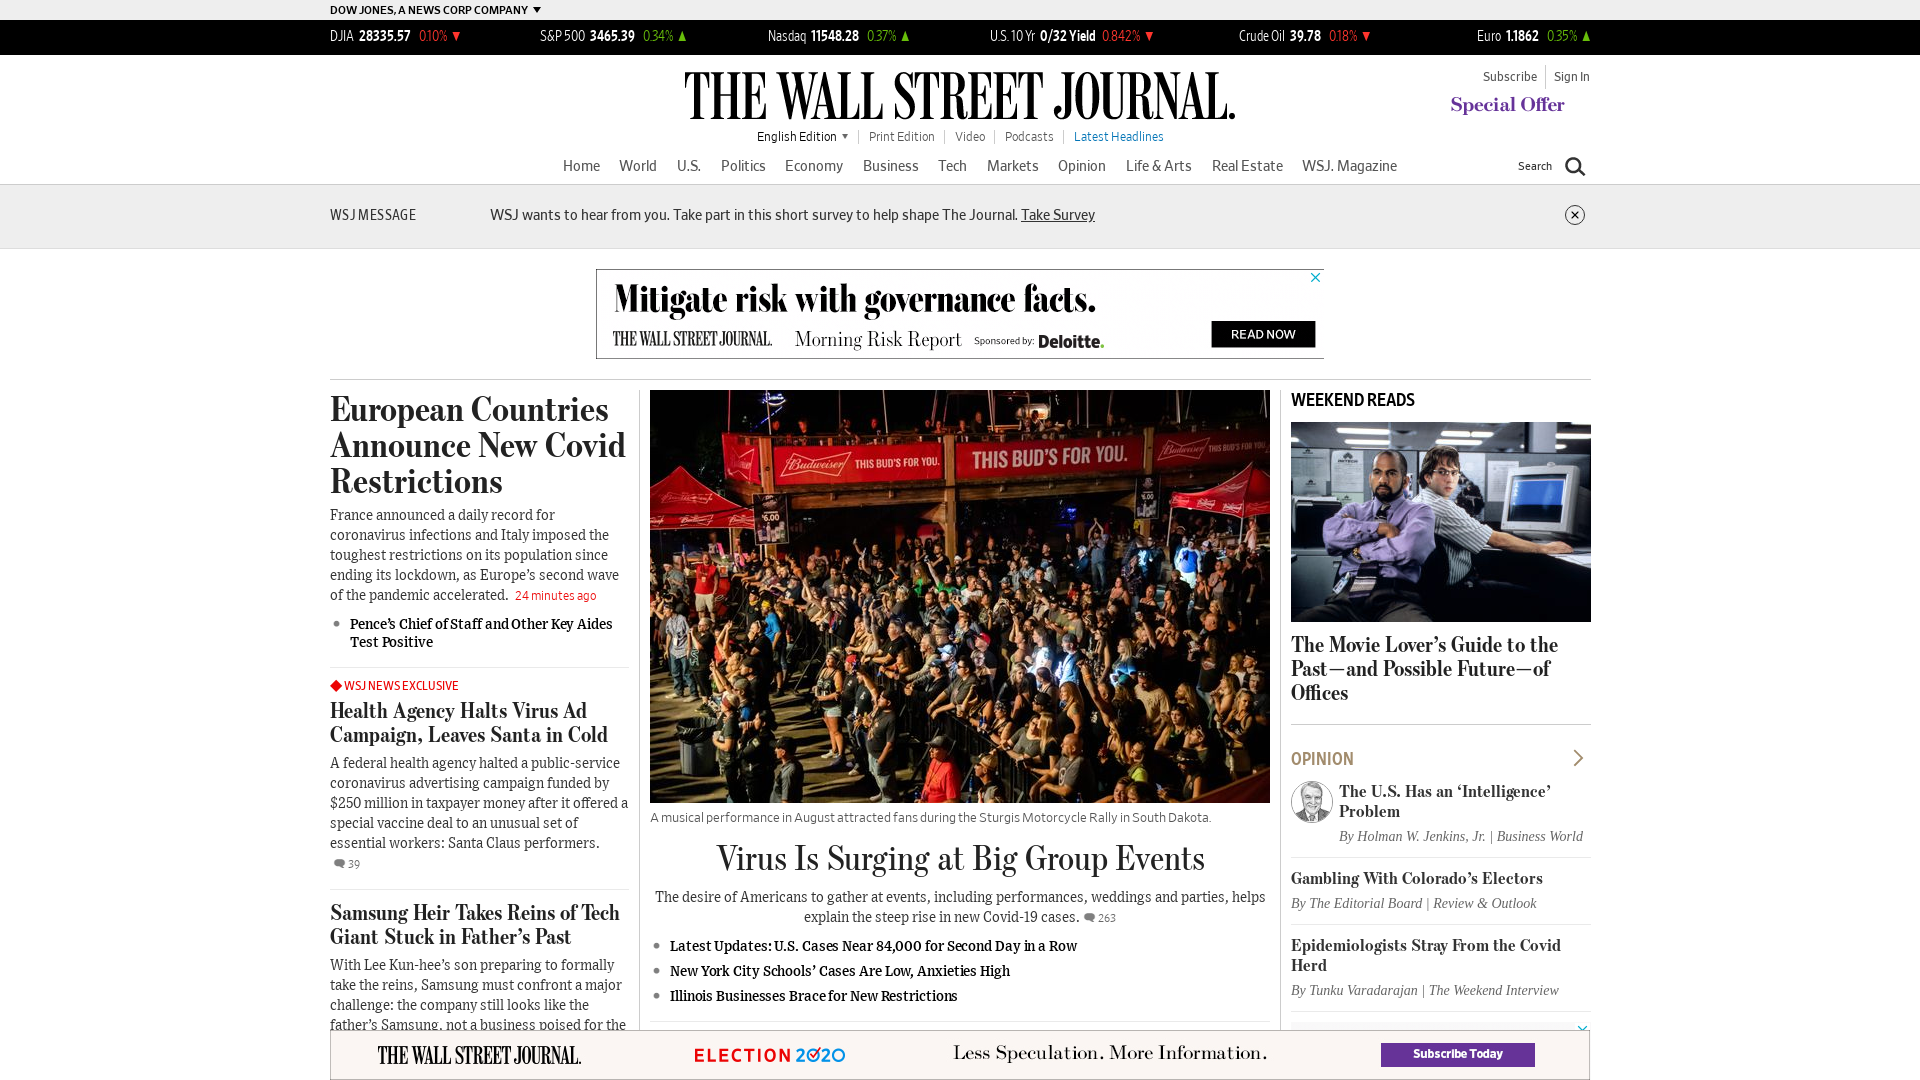 DOW JONES, A NEWS CORP COMPANY
DJIA 28335.57 0.10% S&P 500 3465.39 0.34% Nasdaq 11548.28 0.37% U.S. 10 Yr 0/32 Yield 0.842% Crude Oil 39.78 0.18% Euro 1.1862 0.35%
THE WALL STREET JOURNAL.
Subscribe Sign In
Special Offer
English Edition Print Edition Video Podcasts Latest Headlines
Home World U.S. Politics Economy Business Tech Markets Opinion Life & Arts Real Estate WSJ. Magazine Search
WSJ MESSAGE WSJ wants to hear from you. Take part in this short survey to help shape The Journal. Take Survey
Mitigate risk with governance facts.
THE WALL STREET JOURNAL. Morning Risk Report Sponsored by: Deloitte. READ NOW
European Countries
Announce New Covid
Restrictions
France announced a daily record for
coronavirus infections and Italy imposed the
toughest restrictions on its population since
ending its lockdown, as Europe’s second wave
of the pandemic accelerated. 24 minutes ago
Pence’s Chief of Staff and Other Key Aides
Test Positive
WSJ NEWS EXCLUSIVE
Health Agency Halts Virus Ad
Campaign, Leaves Santa in Cold
A federal health agency halted a public-service
coronavirus advertising campaign funded by
$250 million in taxpayer money after it offered a
special vaccine deal to an unusual set of
essential workers: Santa Claus performers.
39
Samsung Heir Takes Reins of Tech
Giant Stuck in Father’s Past
With Lee Kun-hee’s son preparing to formally
take the reins, Samsung must confront a major
challenge: the company still looks like the
father’s Samsung, not a business poised for the
Budweiser THIS BUD'S FOR YOU. THIS BUD'S FOR YOU. Budweiser THIS BUD'S FOR YOU.
$6.00
6.00
A musical performance in August attracted fans during the Sturgis Motorcycle Rally in South Dakota.
Virus Is Surging at Big Group Events
The desire of Americans to gather at events, including performances, weddings and parties, helps
explain the steep rise in new Covid-19 cases. 263
Latest Updates: U.S. Cases Near 84,000 for Second Day in a Row
New York City Schools’ Cases Are Low, Anxieties High
Illinois Businesses Brace for New Restrictions
WEEKEND READS
The Movie Lover’s Guide to the
Past—and Possible Future—of
Offices
OPINION
The U.S. Has an ‘Intelligence’
Problem
By Holman W. Jenkins, Jr. | Business World
Gambling With Colorado’s Electors
By The Editorial Board | Review & Outlook
Epidemiologists Stray From the Covid
Herd
By Tunku Varadarajan | The Weekend Interview
THE WALL STREET JOURNAL. ELECTION 2020 Less Speculation. More Information. Subscribe Today